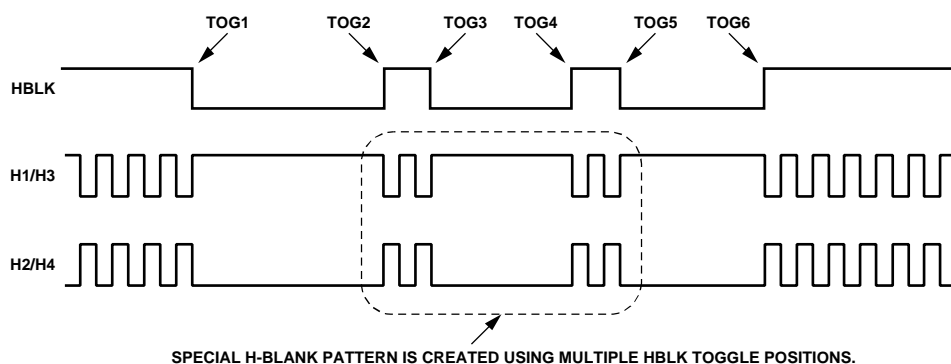 TOG1 TOG2 TOG3 TOG4 TOG5 TOG6
HBLK
H1/H3
H2/H4
SPECIAL H-BLANK PATTERN IS CREATED USING MULTIPLE HBLK TOGGLE POSITIONS.